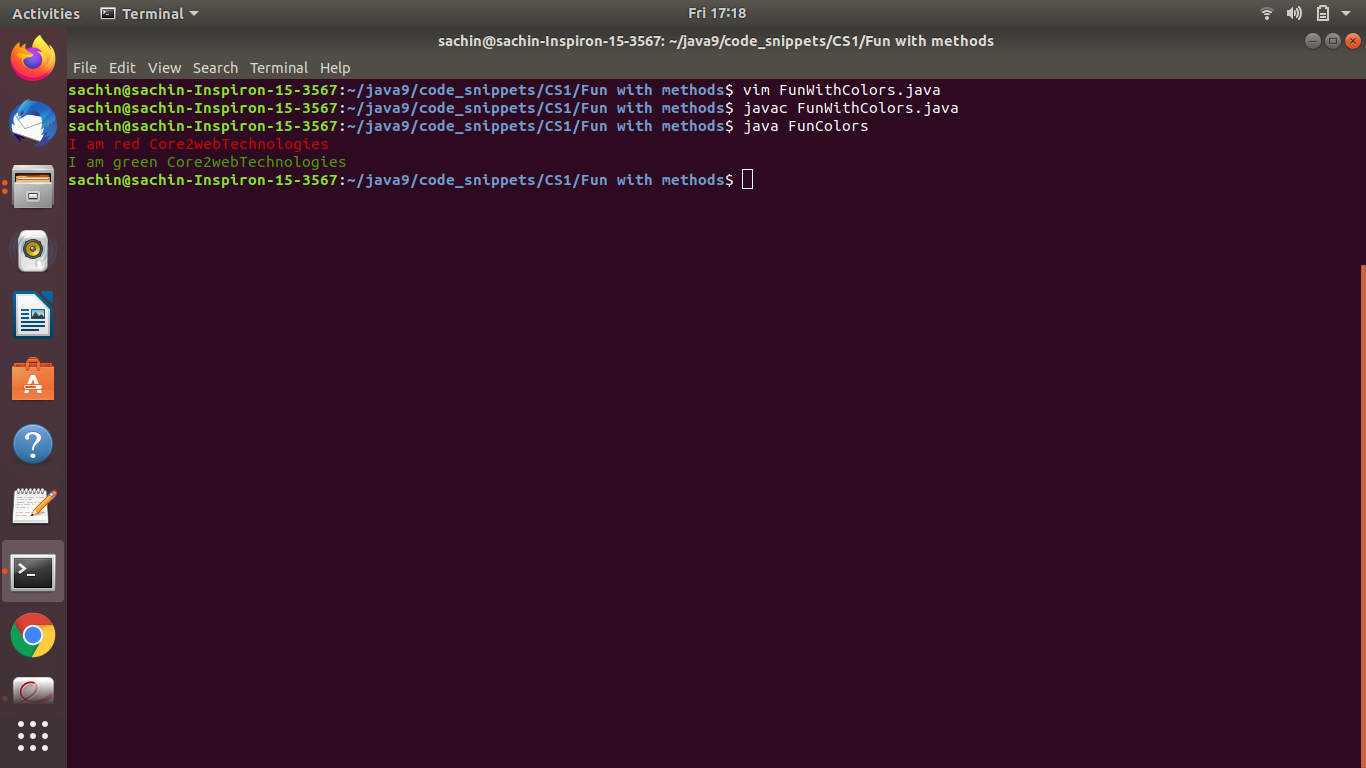 Activities Terminal Fri 17:18
sachin@sachin-Inspiron-15-3567: ~/java9/code_snippets/CS1/Fun with methods
File Edit View Search Terminal Help
sachin@sachin-Inspiron-15-3567:~/java9/code_snippets/CS1/Fun with methods$ vim FunWithColors.java
sachin@sachin-Inspiron-15-3567:~/java9/code_snippets/CS1/Fun with methods$ javac FunWithColors.java
sachin@sachin-Inspiron-15-3567:~/java9/code_snippets/CS1/Fun with methods$ java FunColors
I am red Core2webTechnologies
I am green Core2webTechnologies
sachin@sachin-Inspiron-15-3567:~/java9/code_snippets/CS1/Fun with methods$